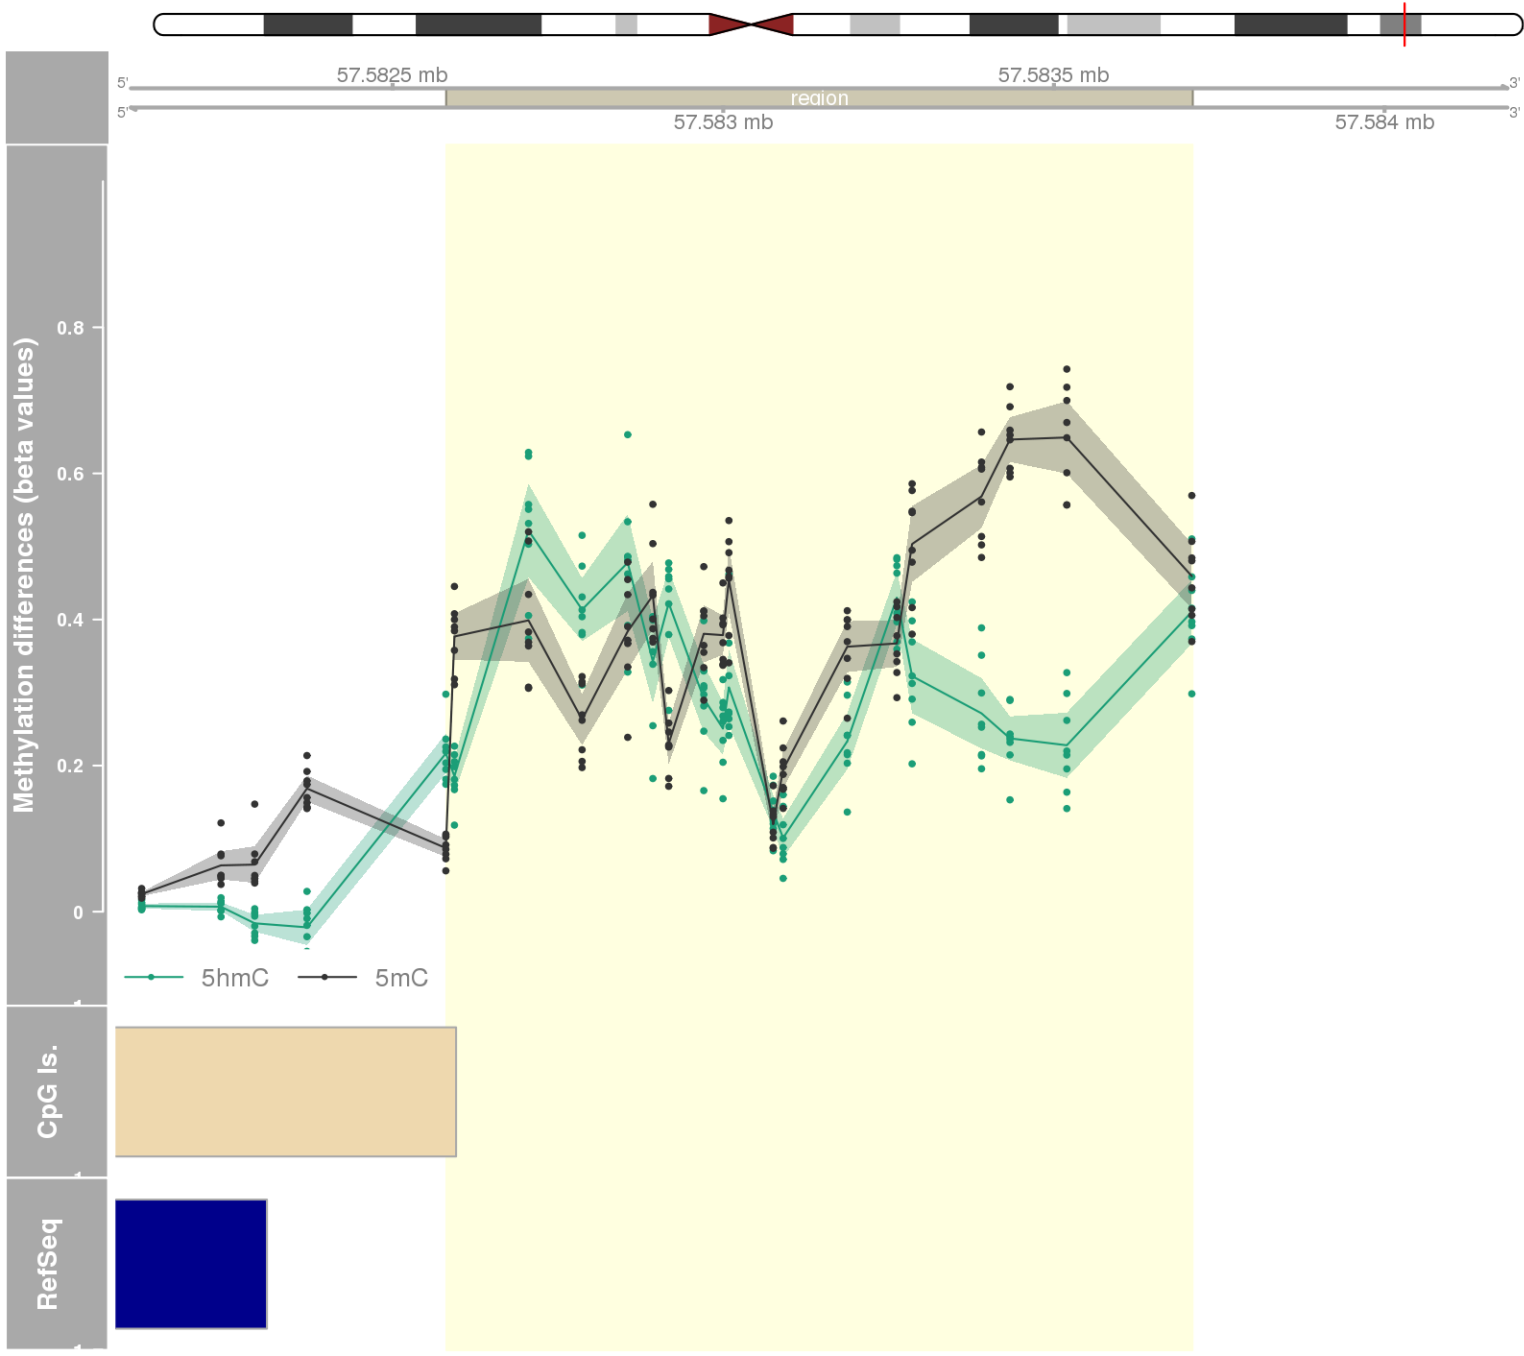 57.5825 mb
57.5835 mb
5'
3'
region
5'
3'
57.583 mb
57.584 mb
Methylation differences (beta values)
0.8
0.6
0.4
0.2
0
5hmC
5mC
CpG Is.
RefSeq